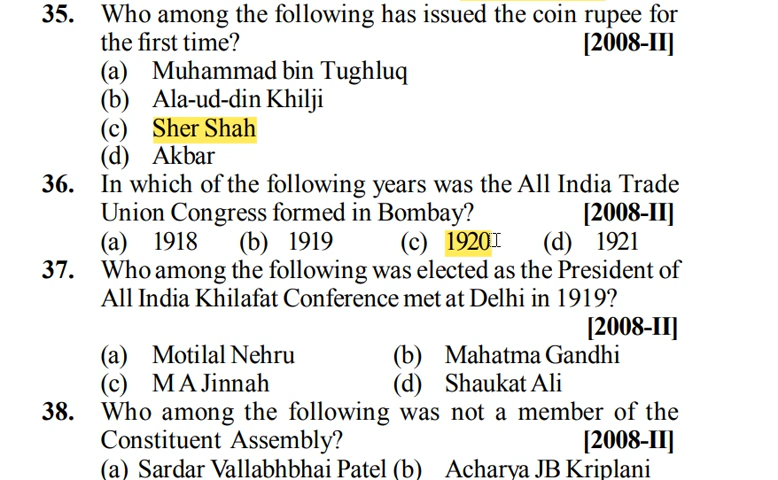 35. Who among the following has issued the coin rupee for
the first time? [2008-II]
(a) Muhammad bin Tughluq
(b) Ala-ud-din Khilji
(c) Sher Shah
(d) Akbar
36. In which of the following years was the All India Trade
Union Congress formed in Bombay? [2008-II]
(a) 1918 (b) 1919 (c) 1920 (d) 1921
37. Who among the following was elected as the President of
All India Khilafat Conference met at Delhi in 1919?
[2008-II]
(a) Motilal Nehru (b) Mahatma Gandhi
(c) M A Jinnah (d) Shaukat Ali
38. Who among the following was not a member of the
Constituent Assembly? [2008-II]
(a) Sardar Vallabhbhai Patel (b) Acharya JB Kriplani